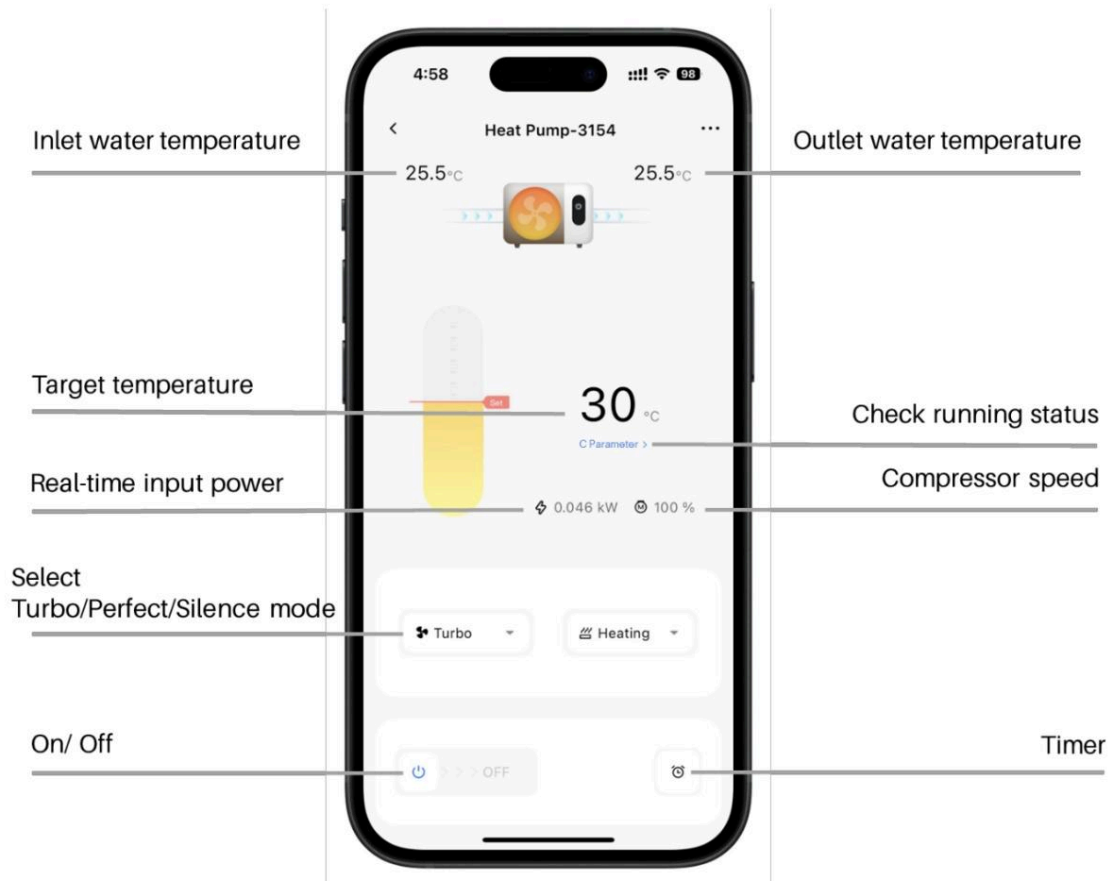 4:58
98
Heat Pump-3154
Inlet water temperature
Outlet water temperature
25.5°C
25.5°C
Target temperature
Set
30 °C
C Parameter >
Check running status
Real-time input power
Compressor speed
0.046 kW
100 %
Select
Turbo/Perfect/Silence mode
Turbo
Heating
On/ Off
OFF
Timer